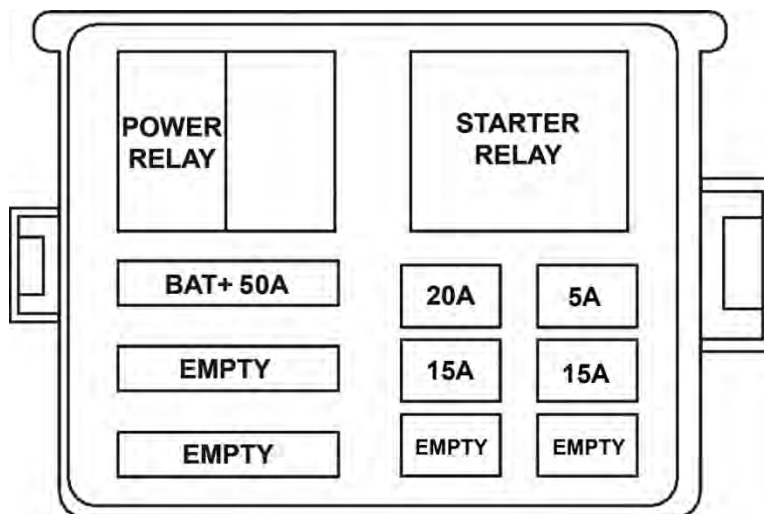 POWER
RELAY
STARTER
RELAY
BAT+ 50A
20A
5A
EMPTY
15A
15A
EMPTY
EMPTY
EMPTY